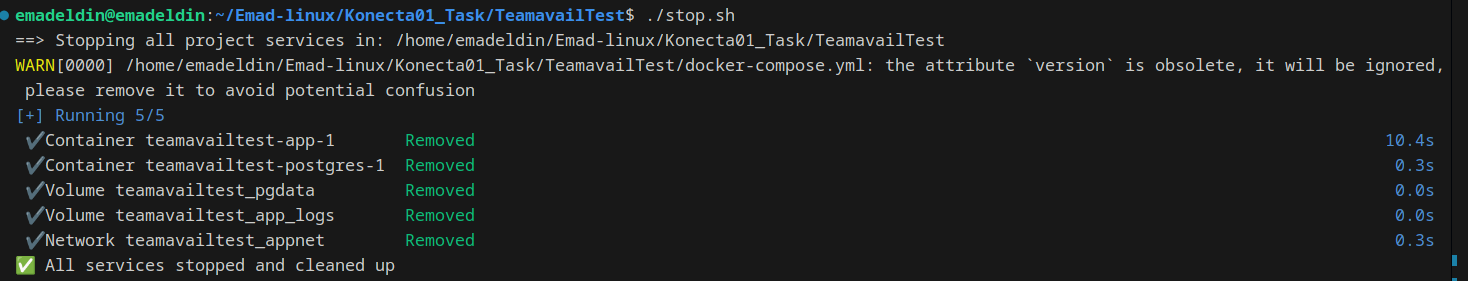 emadeldin@emadeldin:~/Emad-linux/Konecta01_Task/TeamavailTest$ ./stop.sh
==> Stopping all project services in: /home/emadeldin/Emad-linux/Konecta01_Task/TeamavailTest
WARN[0000] /home/emadeldin/Emad-linux/Konecta01_Task/TeamavailTest/docker-compose.yml: the attribute `version` is obsolete, it will be ignored,
 please remove it to avoid potential confusion
[+] Running 5/5
 ✔Container teamavailtest-app-1       Removed 10.4s
 ✔Container teamavailtest-postgres-1  Removed 0.3s
 ✔Volume teamavailtest_pgdata         Removed 0.0s
 ✔Volume teamavailtest_app_logs       Removed 0.0s
 ✔Network teamavailtest_appnet        Removed 0.3s
✅ All services stopped and cleaned up